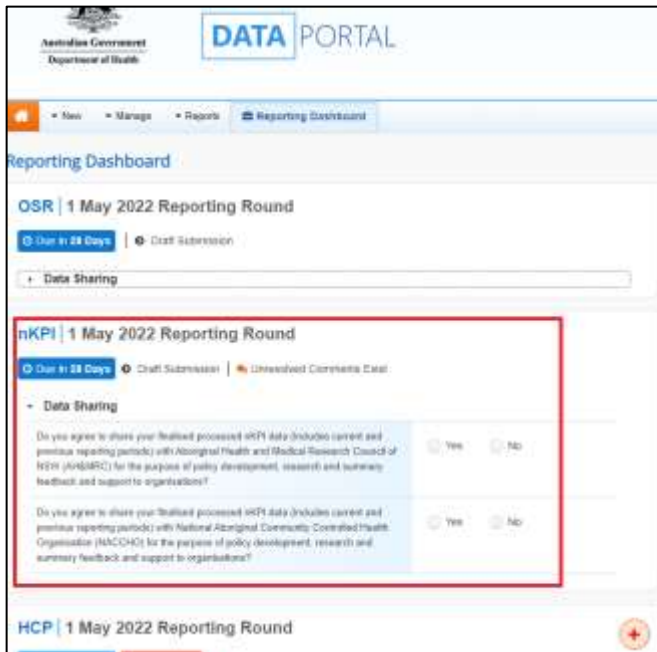 Australian Government
Department of Health
DATA PORTAL
New Manage Reports Reporting Dashboard
Reporting Dashboard
OSR | 1 May 2022 Reporting Round
Due in 28 Days | Draft Submission
Data Sharing
nKPI | 1 May 2022 Reporting Round
Due in 28 Days Draft Submission | Unresolved Comments Exist
Data Sharing
Do you agree to share your finalised processed nKPI data (includes current and
previous reporting periods) with Aboriginal Health and Medical Research Council of
NSW (AH&MRC) for the purpose of policy development, research and summary
feedback and support to organisations?
Yes No
Do you agree to share your finalised processed nKPI data (includes current and
previous reporting periods) with National Aboriginal Community Controlled Health
Organisation (NACCHO) for the purpose of policy development, research and
summary feedback and support to organisations?
Yes No
HCP | 1 May 2022 Reporting Round